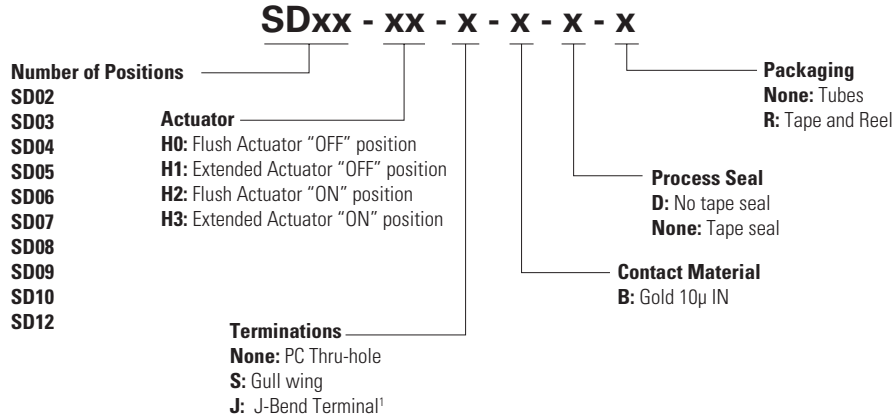 SDxx - xx - x - x - x - x
Number of Positions
SD02
SD03
SD04
SD05
SD06
SD07
SD08
SD09
SD10
SD12
Actuator
H0: Flush Actuator “OFF” position
H1: Extended Actuator “OFF” position
H2: Flush Actuator “ON” position
H3: Extended Actuator “ON” position
Terminations
None: PC Thru-hole
S: Gull wing
J: J-Bend Terminal¹
Contact Material
B: Gold 10µ IN
Process Seal
D: No tape seal
None: Tape seal
Packaging
None: Tubes
R: Tape and Reel